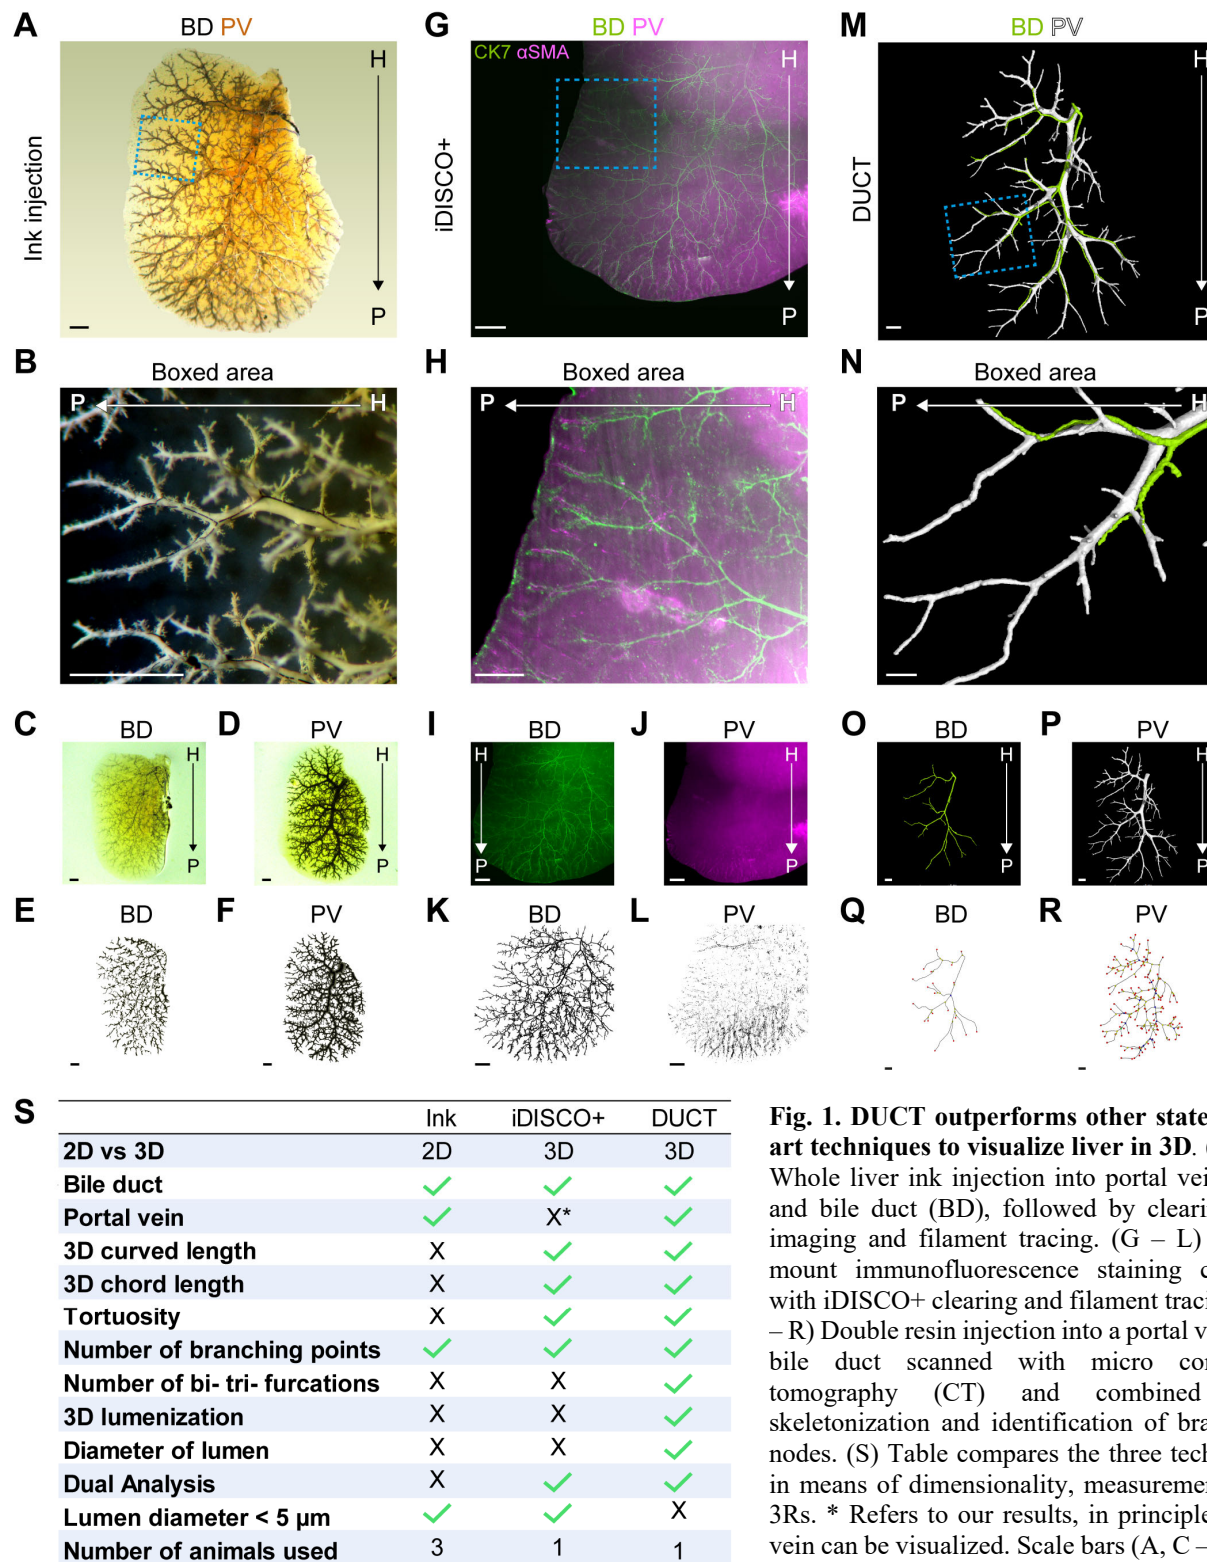 A
BD PV
H
P
Ink injection
G
BD PV
CK7 αSMA
H
P
iDISCO+
M
BD PV
H
P
DUCT
B
Boxed area
P H
H
Boxed area
P H
N
Boxed area
P H
C
BD
H
P
D
PV
H
P
I
BD
H
P
J
PV
H
P
O
BD
H
P
P
PV
H
P
E
BD
F
PV
K
BD
L
PV
Q
BD
R
PV
S
Ink iDISCO+ DUCT
2D vs 3D 2D 3D 3D
Bile duct ✓ ✓ ✓
Portal vein ✓ X* ✓
3D curved length X ✓ ✓
3D chord length X ✓ ✓
Tortuosity X ✓ ✓
Number of branching points ✓ ✓ ✓
Number of bi- tri- furcations X X ✓
3D lumenization X X ✓
Diameter of lumen X X ✓
Dual Analysis X ✓ ✓
Lumen diameter < 5 µm ✓ ✓ X
Number of animals used 3 1 1
Fig. 1. DUCT outperforms other state
art techniques to visualize liver in 3D.
Whole liver ink injection into portal vei
and bile duct (BD), followed by cleari
imaging and filament tracing. (G – L)
mount immunofluorescence staining c
with iDISCO+ clearing and filament traci
– R) Double resin injection into a portal v
bile duct scanned with micro co
tomography (CT) and combined
skeletonization and identification of bra
nodes. (S) Table compares the three tech
in means of dimensionality, measureme
3Rs. * Refers to our results, in principle
vein can be visualized. Scale bars (A, C –